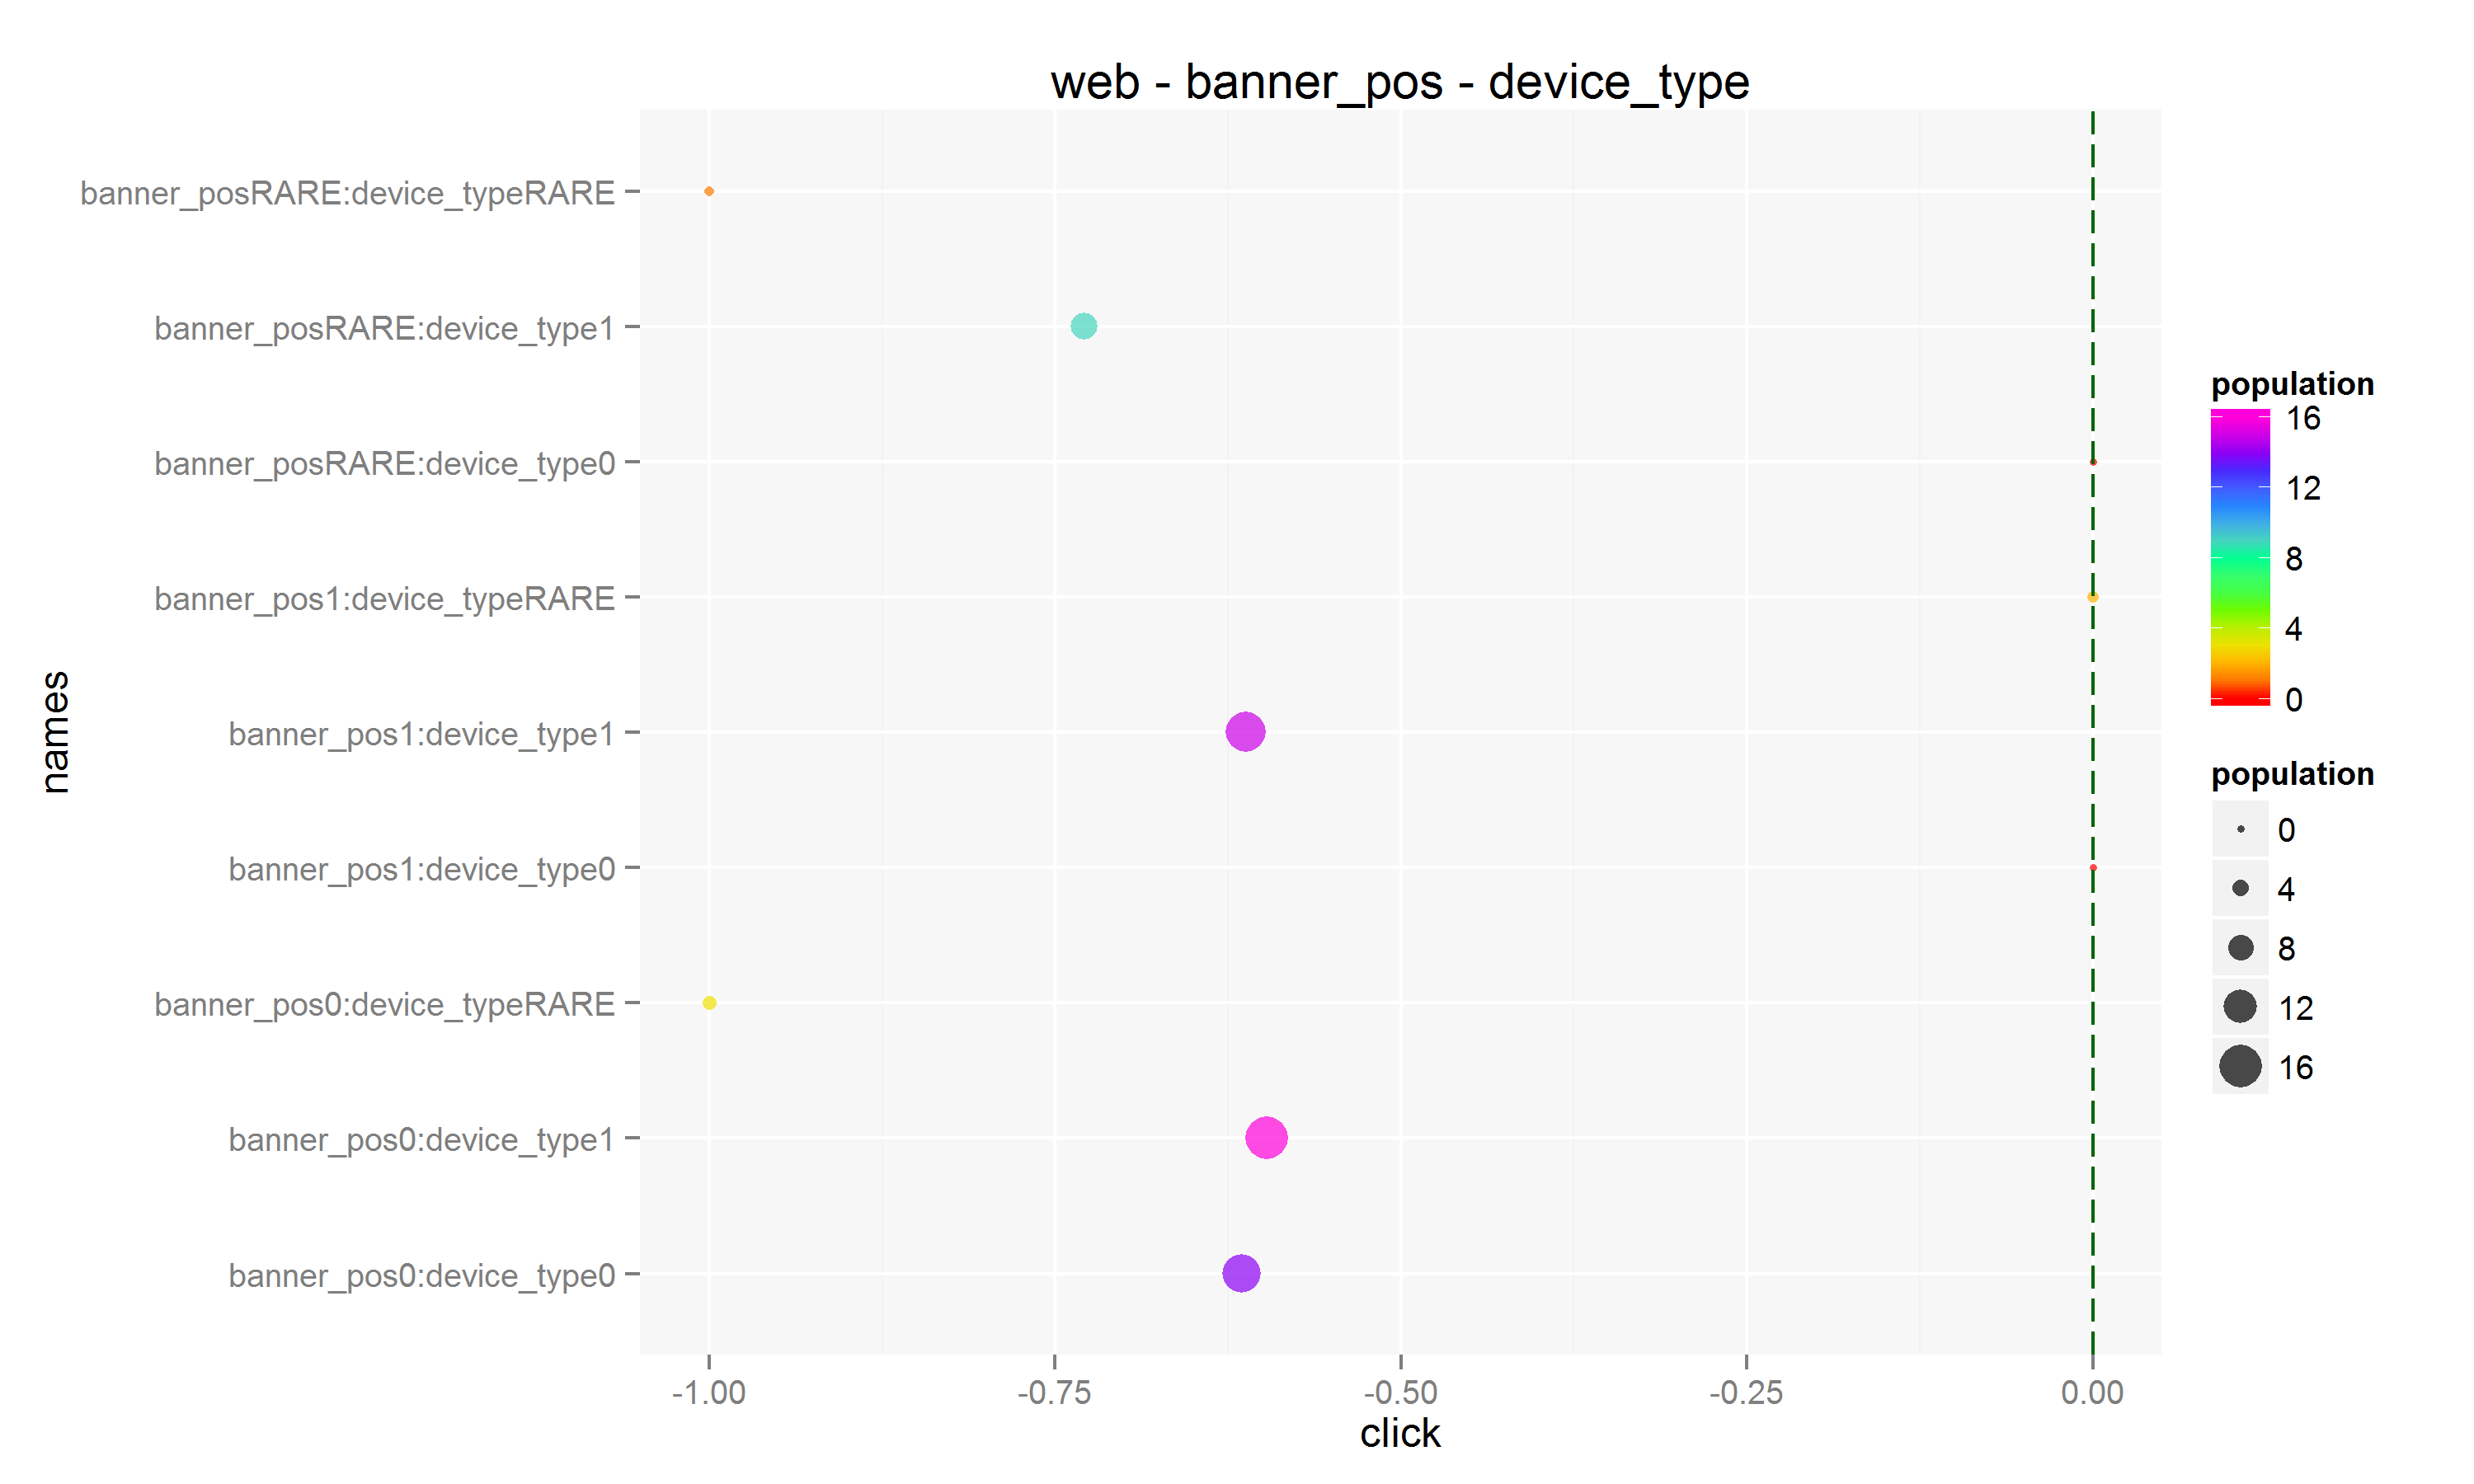 web - banner_pos - device_type
names
banner_posRARE:device_typeRARE
banner_posRARE:device_type1
banner_posRARE:device_type0
banner_pos1:device_typeRARE
banner_pos1:device_type1
banner_pos1:device_type0
banner_pos0:device_typeRARE
banner_pos0:device_type1
banner_pos0:device_type0
-1.00 -0.75 -0.50 -0.25 0.00
click
population
16
12
8
4
0
population
0
4
8
12
16